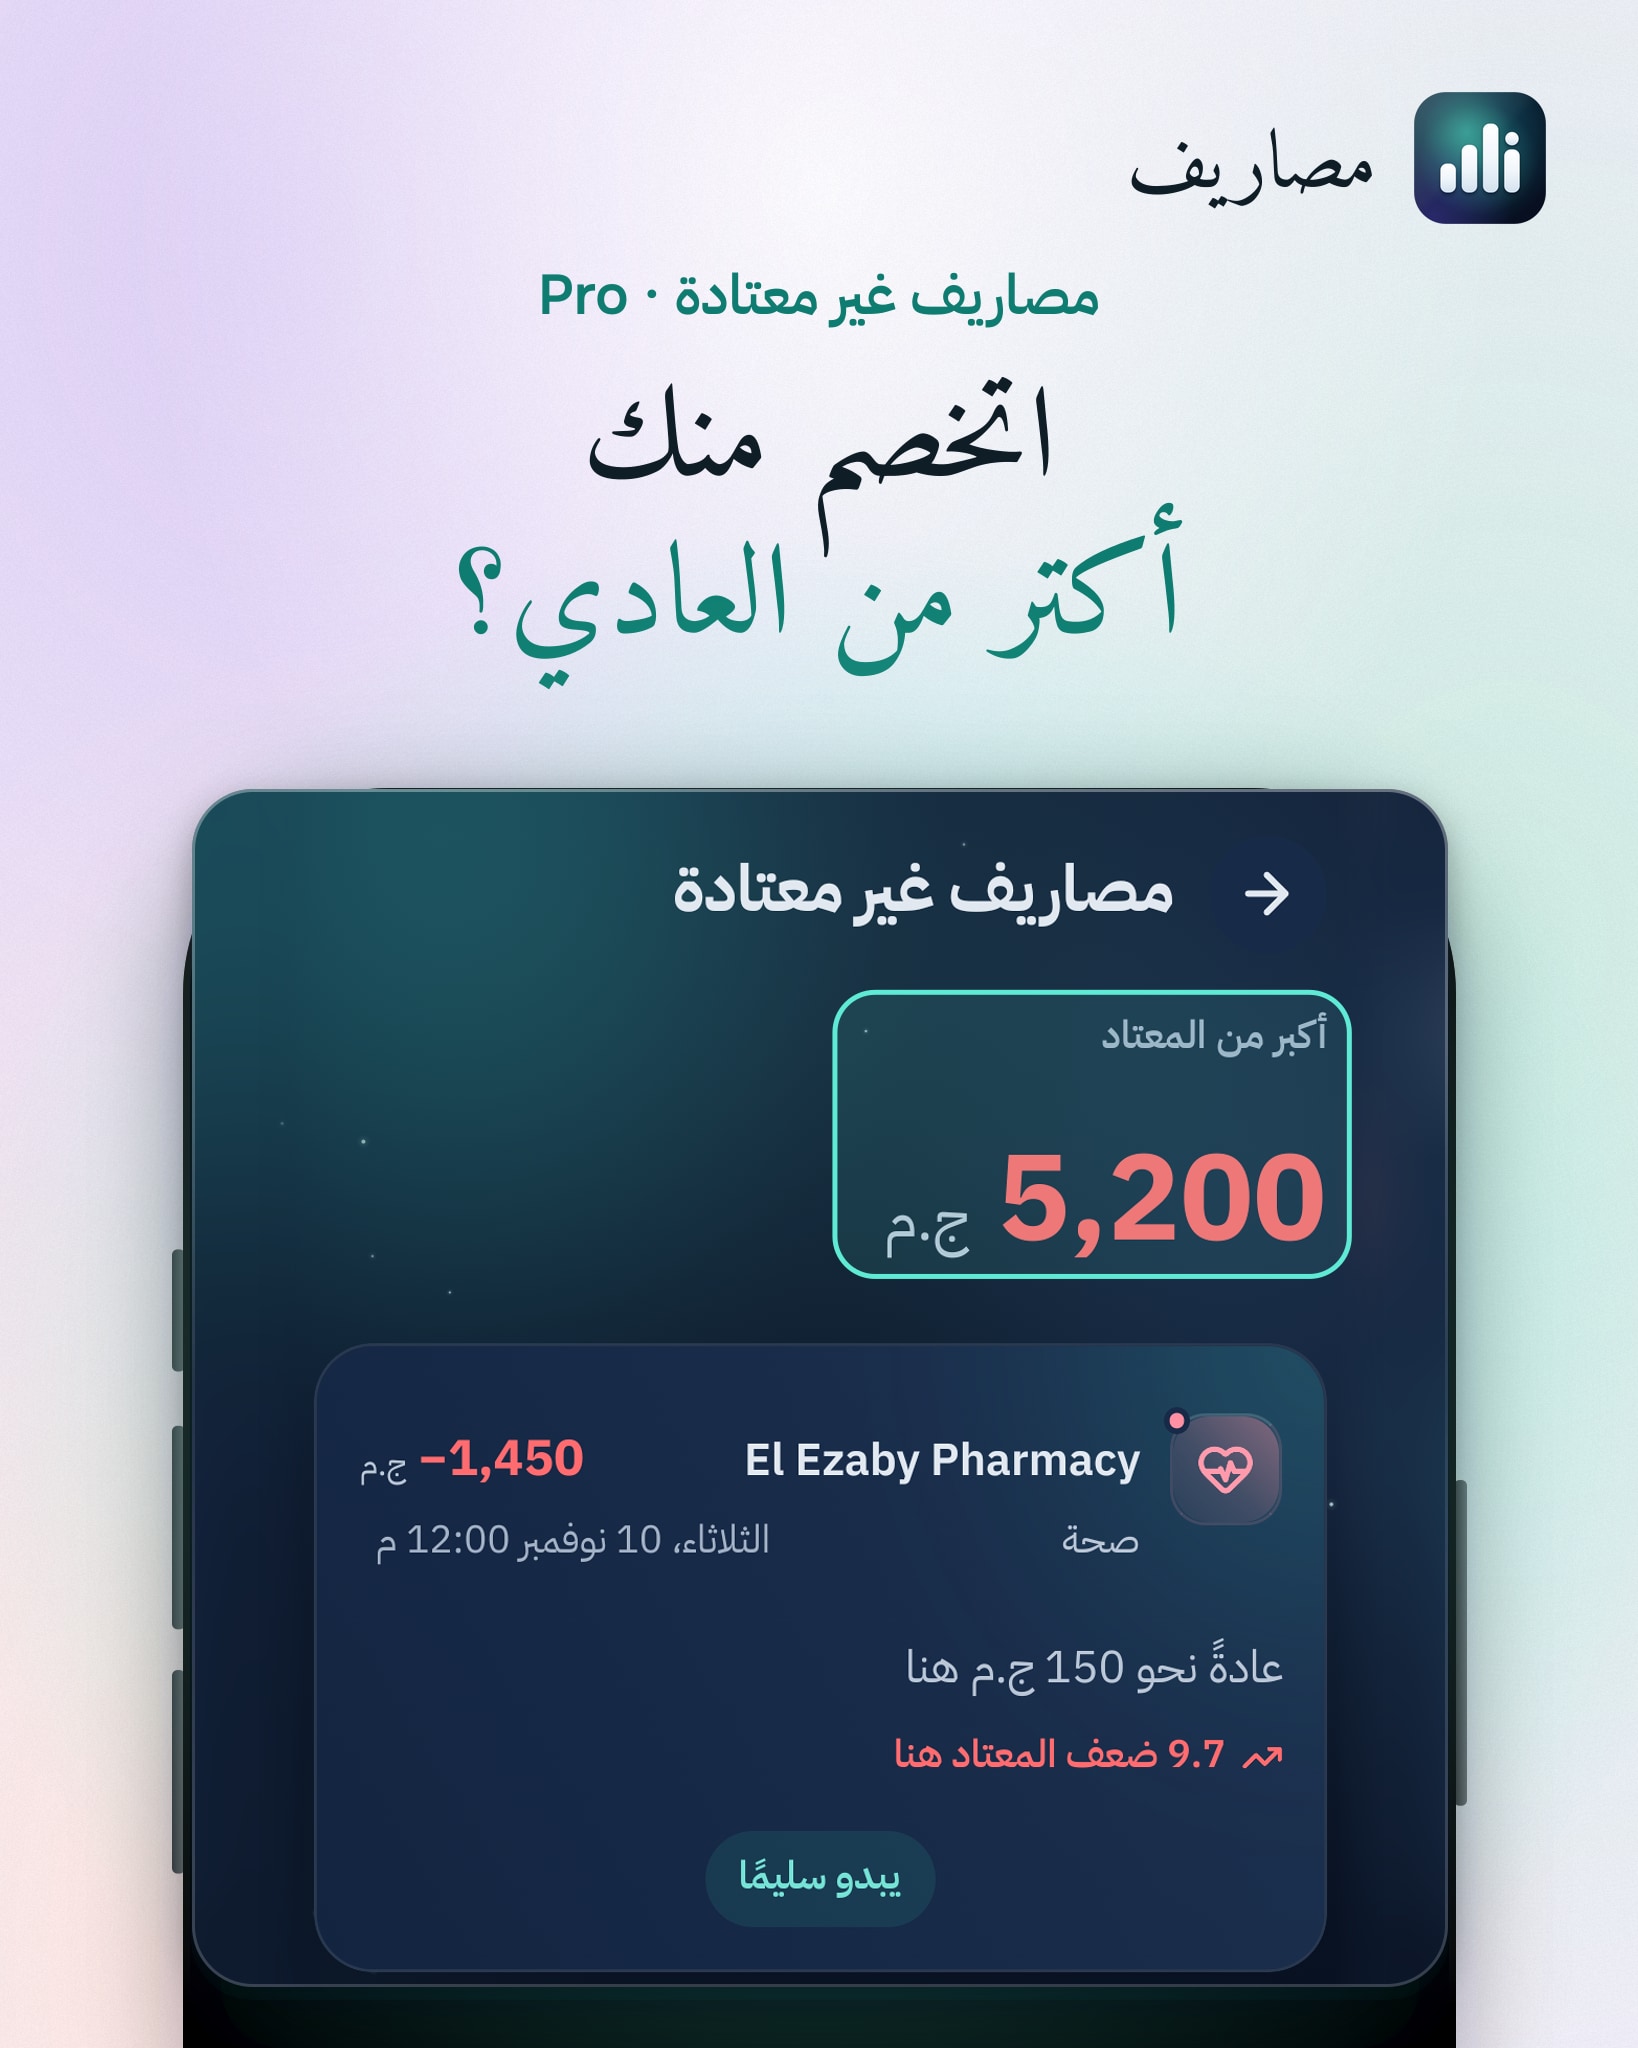 مصاريف
مصاريف غير معتادة · Pro
اتخصم منك
أكتر من العادي؟
مصاريف غير معتادة
أكبر من المعتاد
5,200 ج.م
El Ezaby Pharmacy −1,450 ج.م
صحة الثلاثاء، 10 نوفمبر 12:00 م
عادةً نحو 150 ج.م هنا
9.7 ضعف المعتاد هنا
يبدو سليمًا